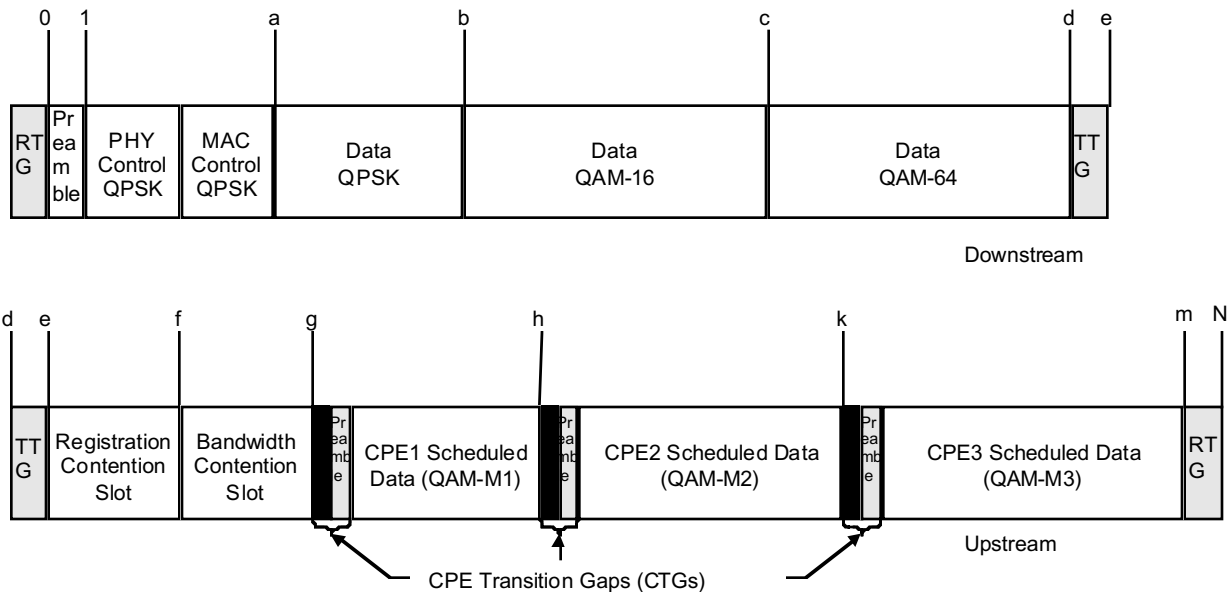 0 1 a b c d e
RT
G
Pr
ea
m
ble
PHY
Control
QPSK
MAC
Control
QPSK
Data
QPSK
Data
QAM-16
Data
QAM-64
TT
G
Downstream
d e f g h k m N
TT
G
Registration
Contention
Slot
Bandwidth
Contention
Slot
Pr
ea
mb
e
CPE1 Scheduled
Data (QAM-M1)
Pr
ea
mb
e
CPE2 Scheduled Data
(QAM-M2)
Pr
ea
mb
e
CPE3 Scheduled Data
(QAM-M3)
RT
G
Upstream
CPE Transition Gaps (CTGs)